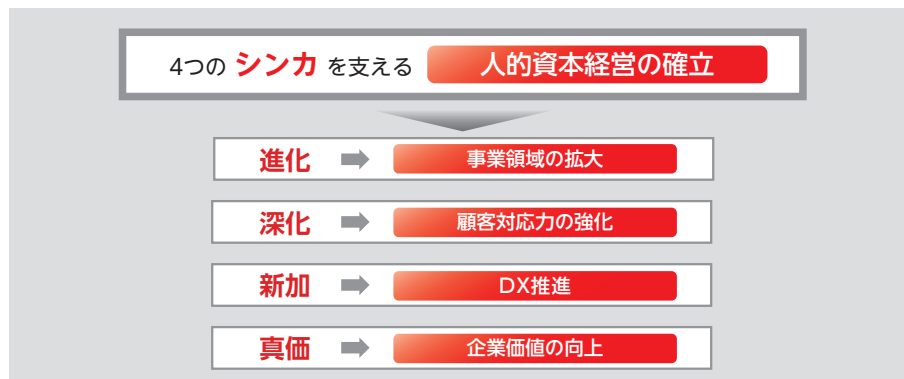 4つの シンカ を支える 人的資本経営の確立
進化 事業領域の拡大
深化 顧客対応力の強化
新加 DX推進
真価 企業価値の向上